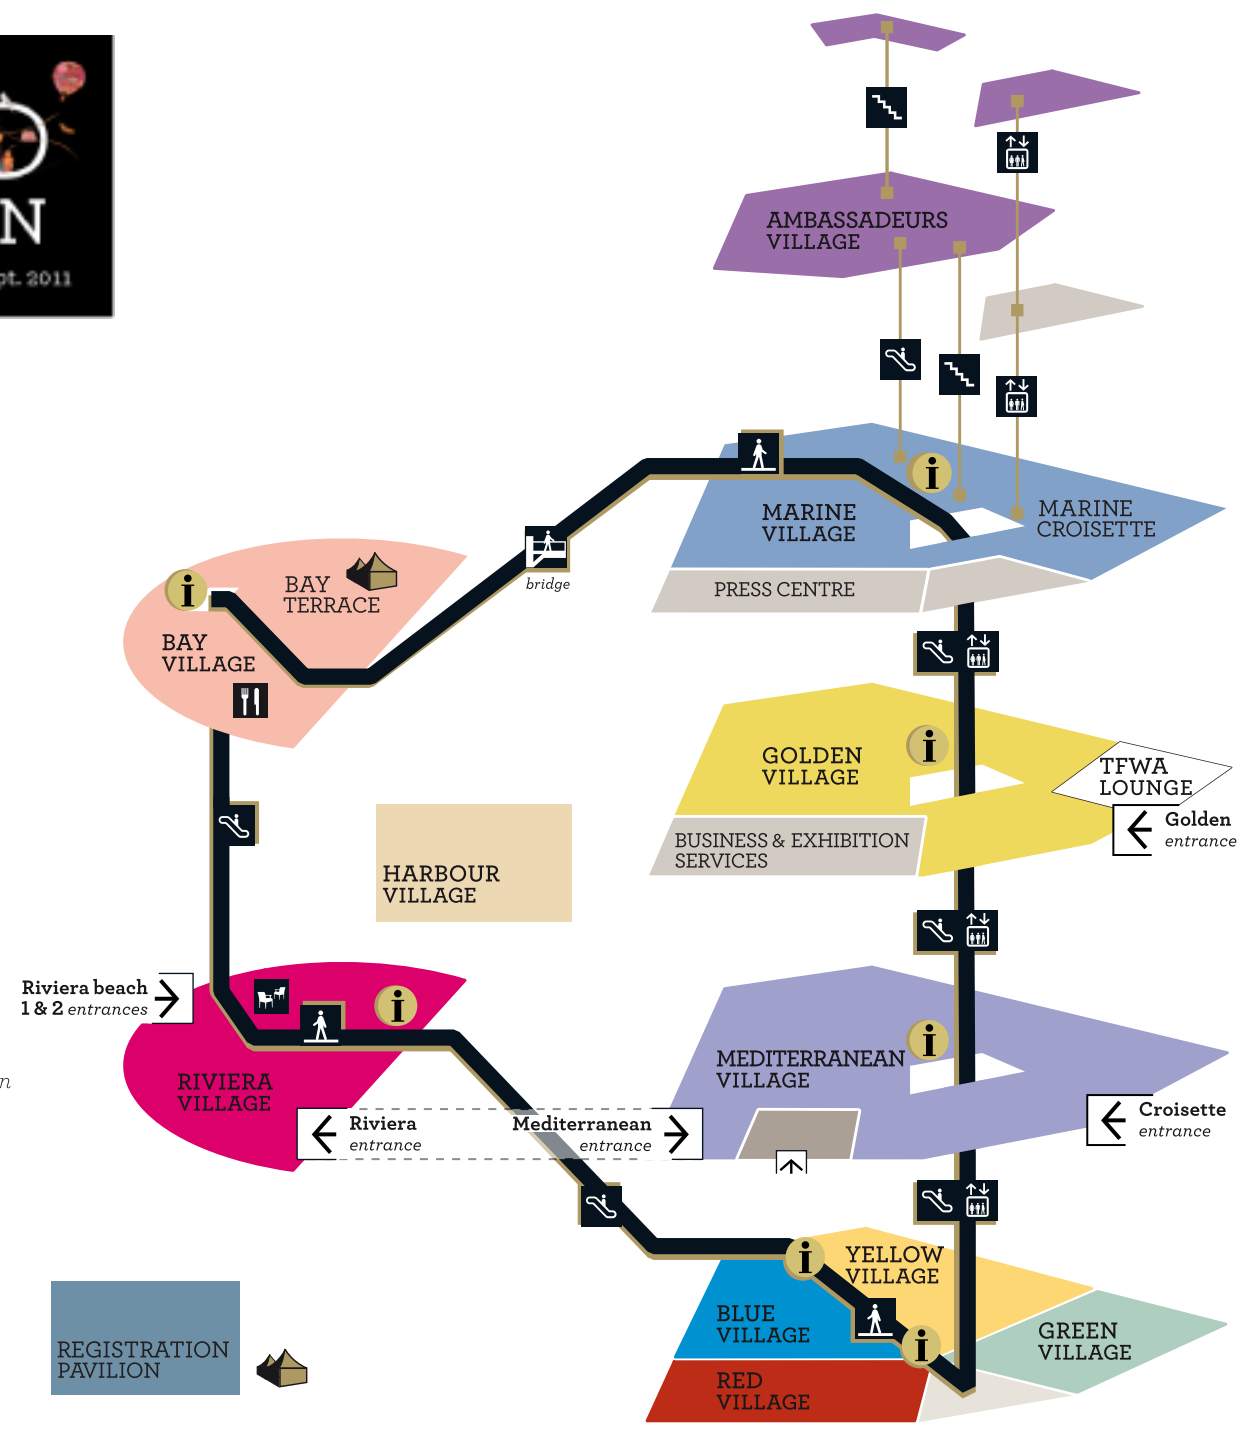 N
pt. 2011
AMBASSADEURS
VILLAGE
MARINE
VILLAGE
MARINE
CROISETTE
PRESS CENTRE
bridge
BAY
TERRACE
BAY
VILLAGE
GOLDEN
VILLAGE
TFWA
LOUNGE
Golden
entrance
BUSINESS & EXHIBITION
SERVICES
HARBOUR
VILLAGE
Riviera beach
1 & 2 entrances
n
RIVIERA
VILLAGE
Riviera
entrance
Mediterranean
entrance
MEDITERRANEAN
VILLAGE
Croisette
entrance
YELLOW
VILLAGE
BLUE
VILLAGE
GREEN
VILLAGE
RED
VILLAGE
REGISTRATION
PAVILION